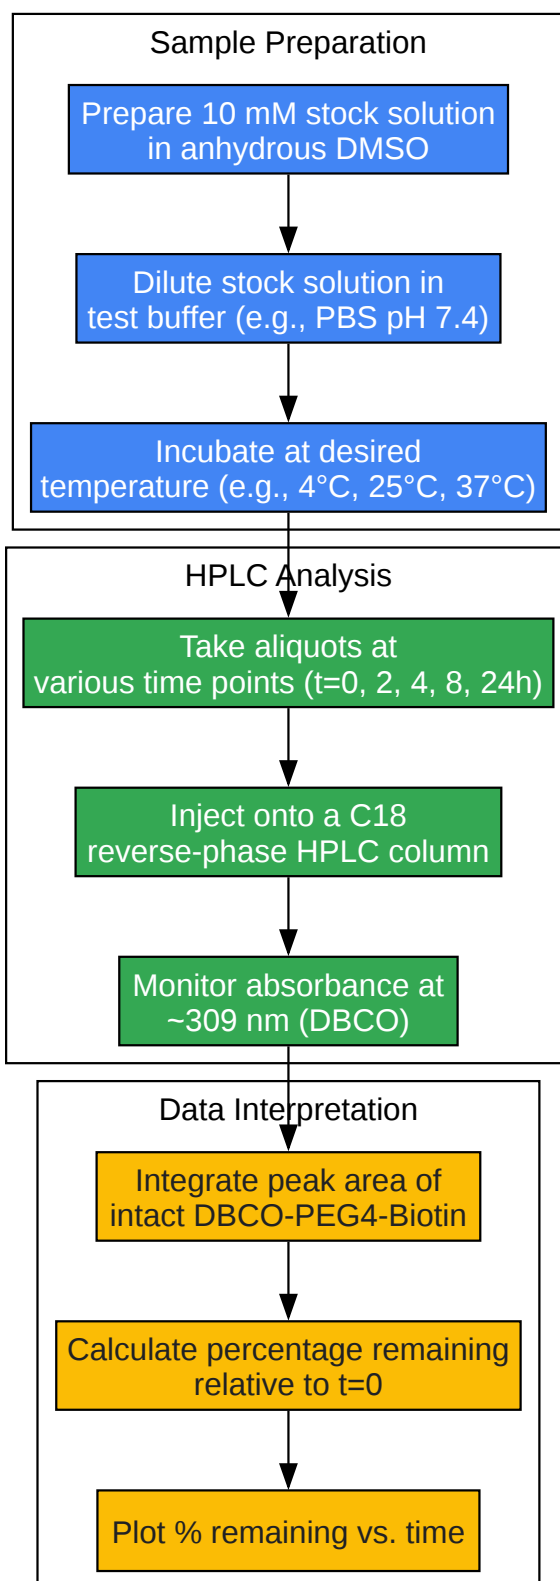 Sample Preparation
Prepare 10 mM stock solution
in anhydrous DMSO
Dilute stock solution in
test buffer (e.g., PBS pH 7.4)
Incubate at desired
temperature (e.g., 4°C, 25°C, 37°C)
HPLC Analysis
Take aliquots at
various time points (t=0, 2, 4, 8, 24h)
Inject onto a C18
reverse-phase HPLC column
Monitor absorbance at
~309 nm (DBCO)
Data Interpretation
Integrate peak area of
intact DBCO-PEG4-Biotin
Calculate percentage remaining
relative to t=0
Plot % remaining vs. time